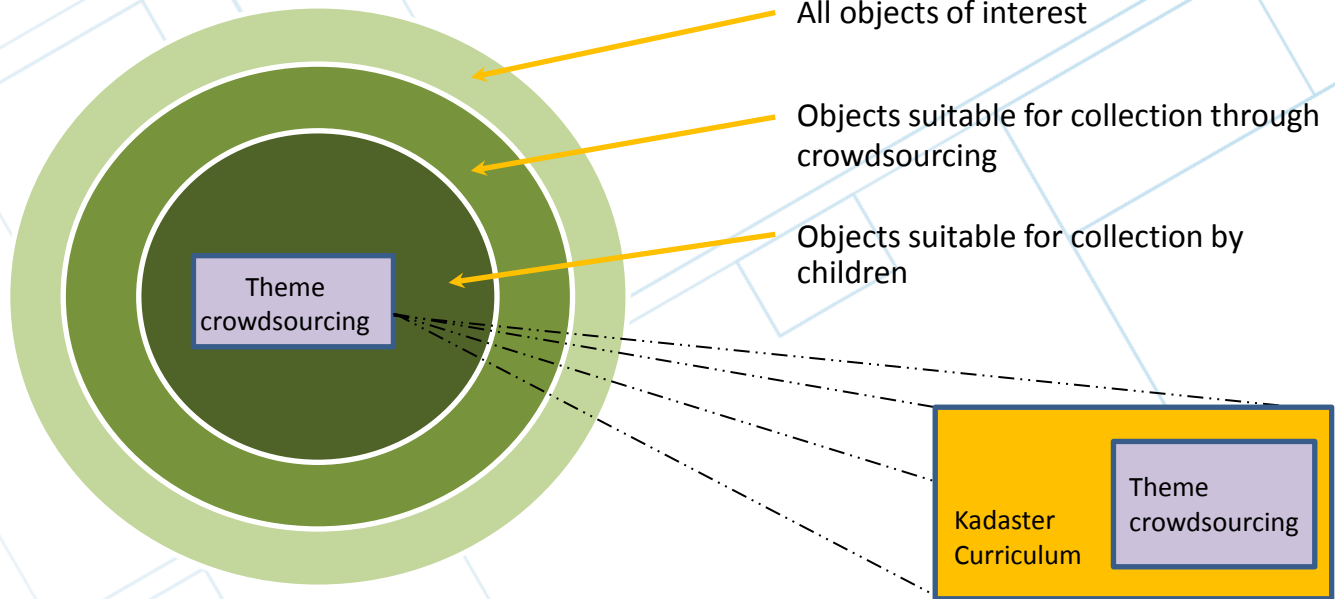 All objects of interest
Objects suitable for collection through
crowdsourcing
Objects suitable for collection by
children
Theme
crowdsourcing
Kadaster
Curriculum
Theme
crowdsourcing